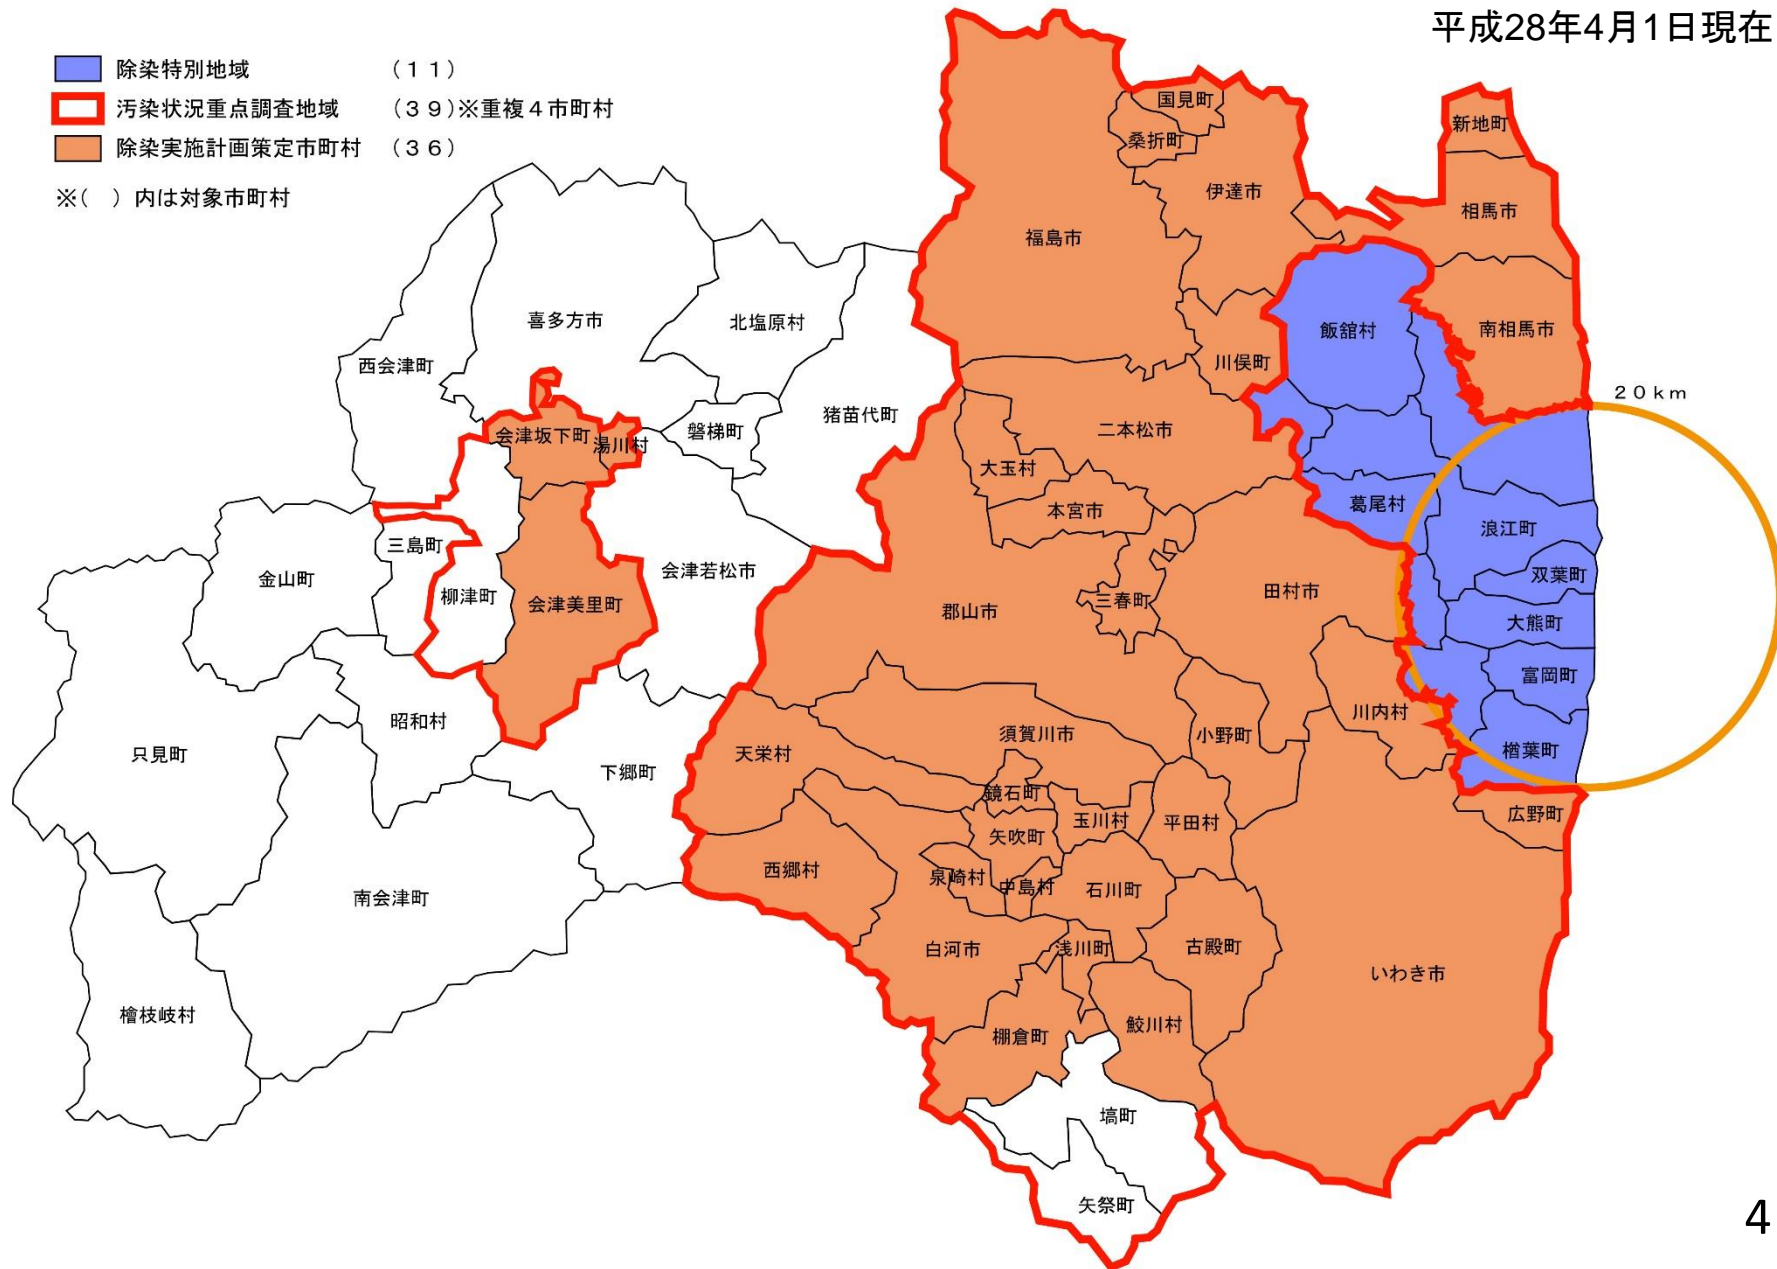 平成28年4月1日現在
除染特別地域 （１１）
汚染状況重点調査地域 （３９）※重複４市町村
除染実施計画策定市町村 （３６）
※（ ）内は対象市町村
国見町
桑折町
新地町
伊達市
相馬市
福島市
喜多方市
北塩原村
飯舘村
南相馬市
西会津町
川俣町
２０ｋｍ
猪苗代町
磐梯町
会津坂下町
湯川村
二本松市
大玉村
葛尾村
本宮市
浪江町
三島町
金山町
会津若松市
双葉町
柳津町
会津美里町
郡山市
三春町
田村市
大熊町
富岡町
昭和村
川内村
只見町
下郷町
天栄村
須賀川市
小野町
楢葉町
鏡石町
玉川村
平田村
広野町
矢吹町
西郷村
泉崎村
中島村
石川町
南会津町
白河市
浅川町
古殿町
いわき市
檜枝岐村
棚倉町
鮫川村
塙町
矢祭町
4